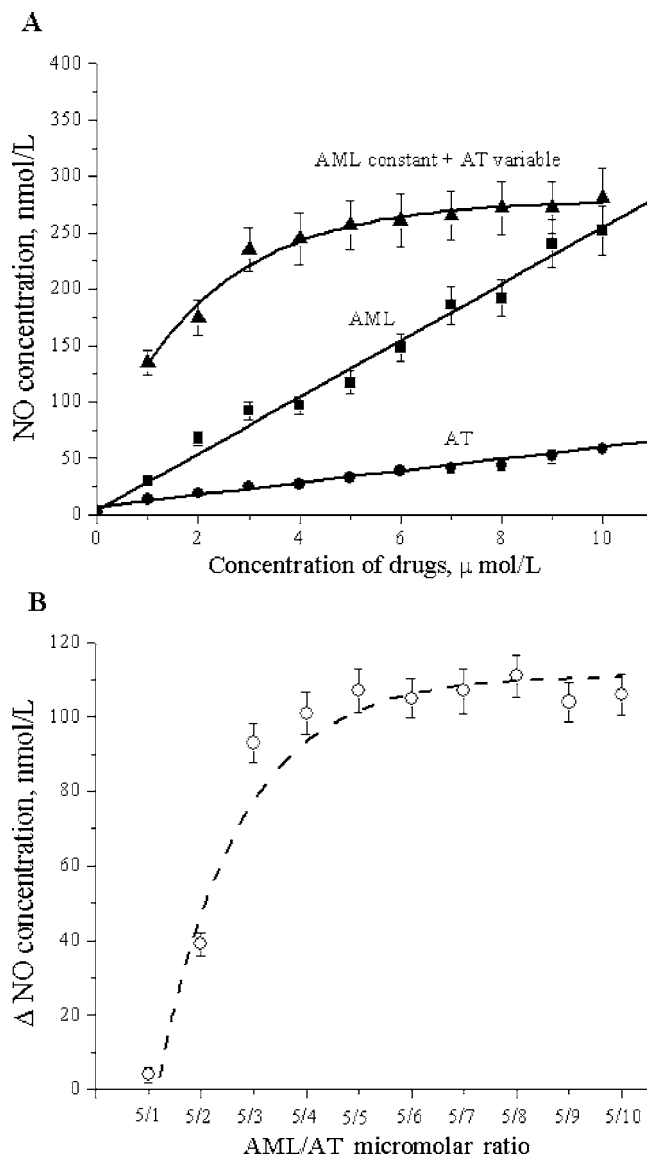 A
NO concentration, nmol/L
400
350
300
250
200
150
100
50
0
AML constant + AT variable
AML
AT
0 2 4 6 8 10
Concentration of drugs, μ mol/L
B
Δ NO concentration, nmol/L
120
100
80
60
40
20
0
5/1 5/2 5/3 5/4 5/5 5/6 5/7 5/8 5/9 5/10
AML/AT micromolar ratio